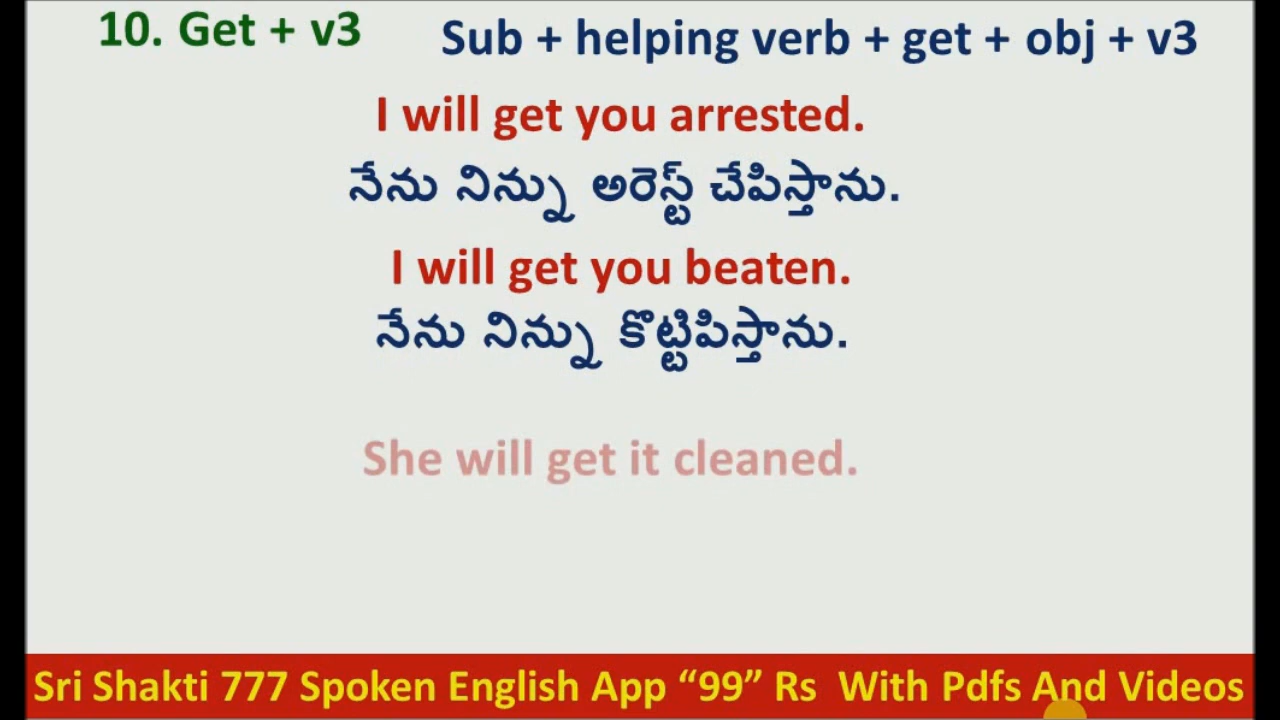 10. Get + v3
Sub + helping verb + get + obj + v3
I will get you arrested.
నేను నిన్ను అరెస్ట్ చేపిస్తాను.
I will get you beaten.
నేను నిన్ను కొట్టిపిస్తాను.
She will get it cleaned.
Sri Shakti 777 Spoken English App “99” Rs With Pdfs And Videos